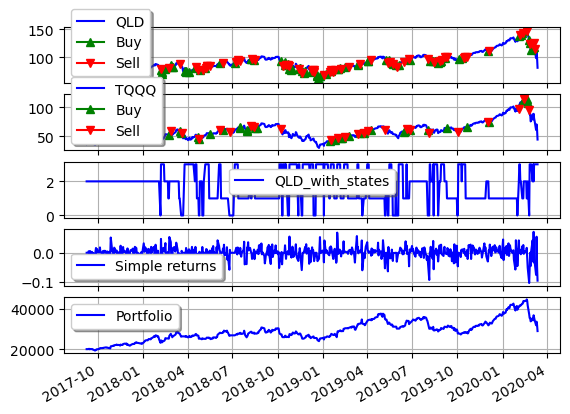 QLD
Buy
Sell
150
100
TQQQ
Buy
Sell
100
50
QLD_with_states
2
0
Simple returns
0.0
−0.1
Portfolio
40000
20000
2017-10
2018-01
2018-04
2018-07
2018-10
2019-01
2019-04
2019-07
2019-10
2020-01
2020-04